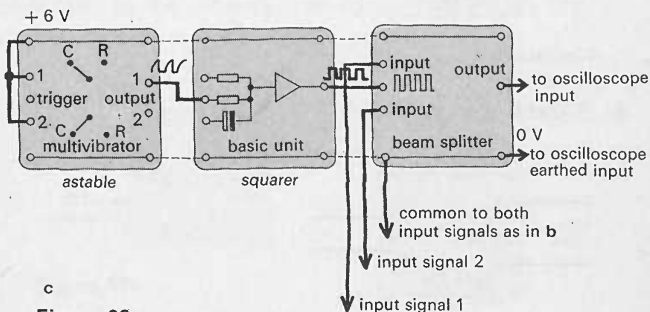 + 6 V
C R
1 1
trigger output
2 2
C R
multivibrator
astable
basic unit
squarer
input
output
input
beam splitter
to oscilloscope
input
0 V
to oscilloscope
earthed input
common to both
input signals as in b
input signal 2
c
input signal 1